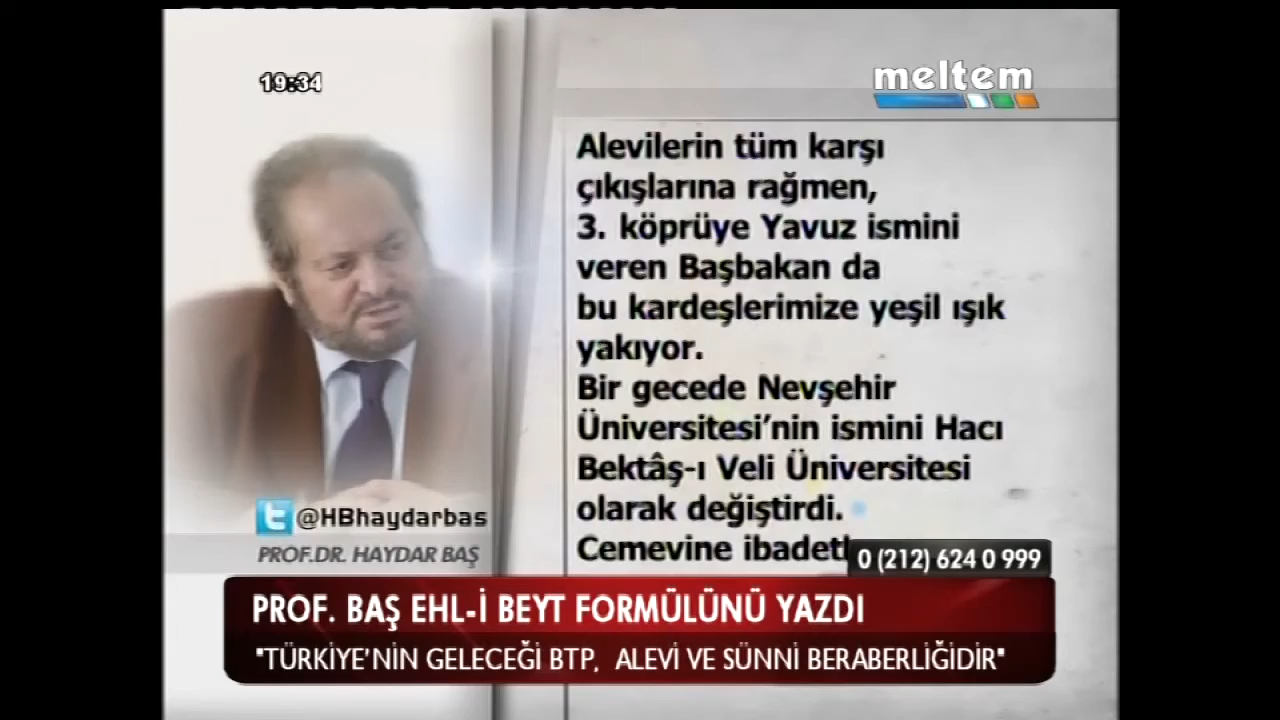 19:34
meltem
Alevilerin tüm karşı
çıkışlarına rağmen,
3. köprüye Yavuz ismini
veren Başbakan da
bu kardeşlerimize yeşil ışık
yakıyor.
Bir gecede Nevşehir
Üniversitesi'nin ismini Hacı
Bektâş-ı Veli Üniversitesi
olarak değiştirdi.
Cemevine
@HBhaydarbas
PROF.DR. HAYDAR BAŞ
0 (212) 624 0 999
PROF. BAŞ EHL-İ BEYT FORMÜLÜNÜ YAZDI
"TÜRKİYE'NİN GELECEĞİ BTP, ALEVİ VE SÜNNİ BERABERLİĞİDİR"